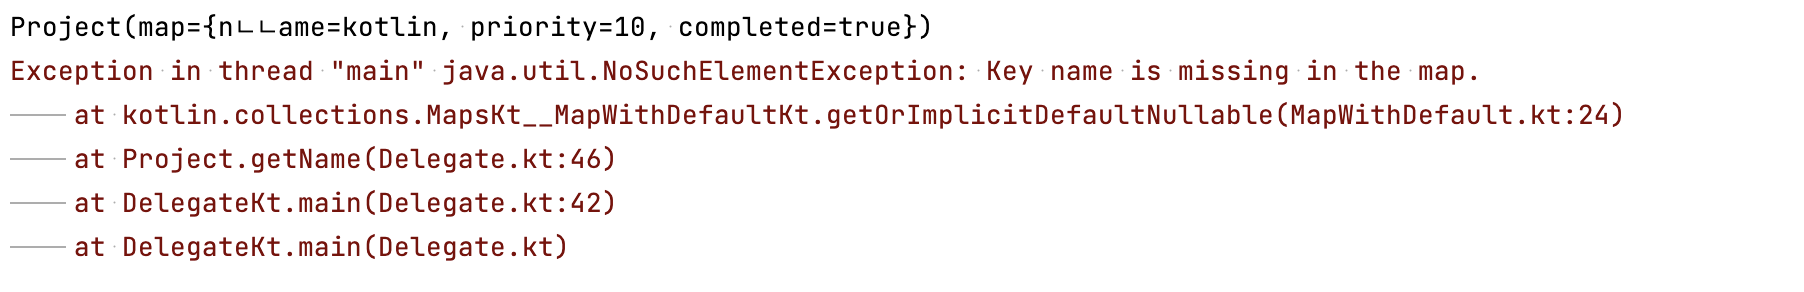 Project(map={nㄴㄴame=kotlin, priority=10, completed=true})
Exception in thread "main" java.util.NoSuchElementException: Key name is missing in the map.
at kotlin.collections.MapsKt__MapWithDefaultKt.getOrImplicitDefaultNullable(MapWithDefault.kt:24)
at Project.getName(Delegate.kt:46)
at DelegateKt.main(Delegate.kt:42)
at DelegateKt.main(Delegate.kt)